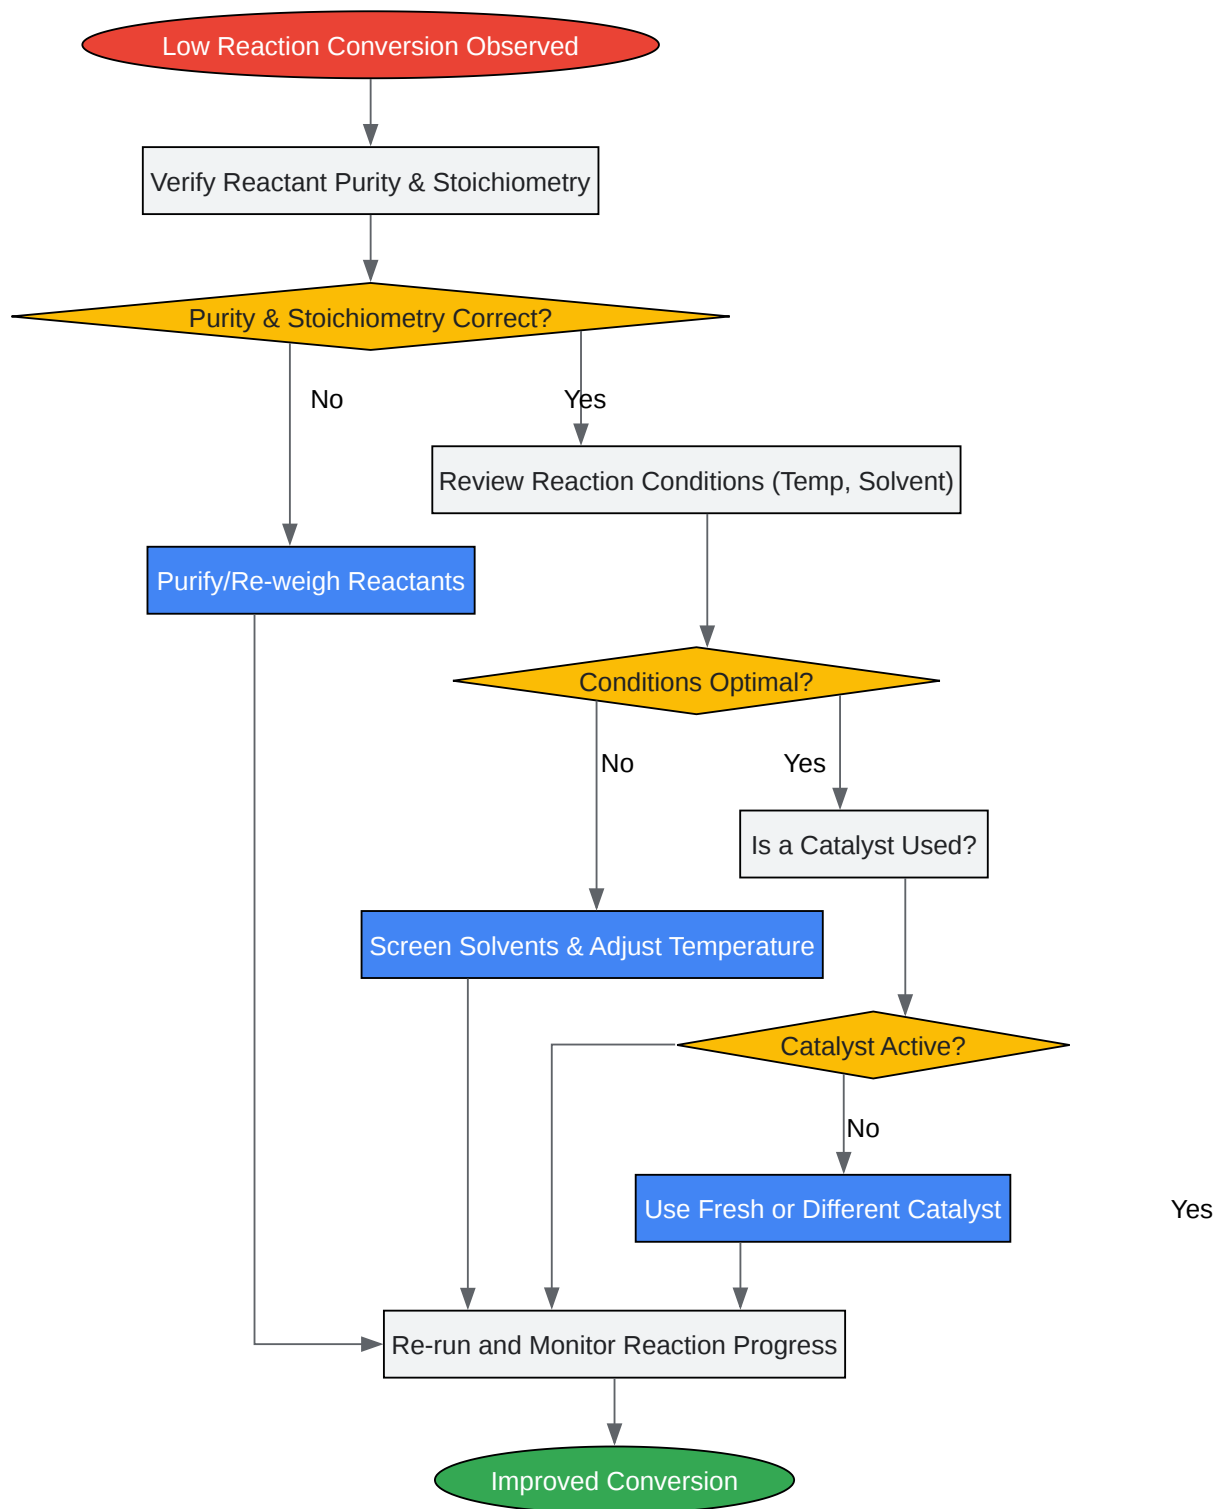 Low Reaction Conversion Observed
Verify Reactant Purity & Stoichiometry
Purity & Stoichiometry Correct?
No
Yes
Review Reaction Conditions (Temp, Solvent)
Purify/Re-weigh Reactants
Conditions Optimal?
No
Yes
Is a Catalyst Used?
Screen Solvents & Adjust Temperature
Catalyst Active?
No
Use Fresh or Different Catalyst
Yes
Re-run and Monitor Reaction Progress
Improved Conversion